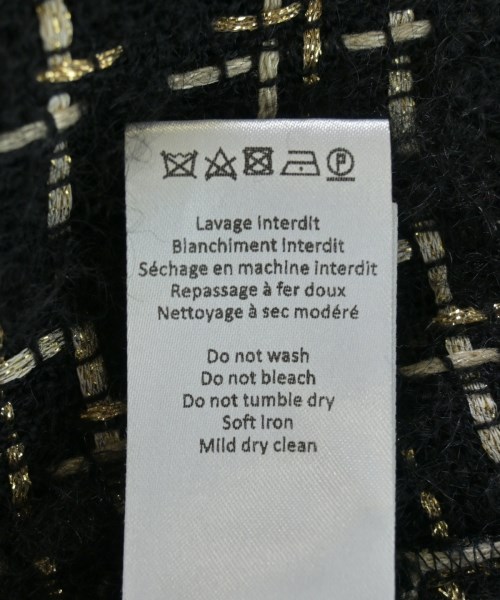 P
Lavage interdit
Blanchiment interdit
Séchage en machine interdit
Repassage à fer doux
Nettoyage à sec modéré
Do not wash
Do not bleach
Do not tumble dry
Soft Iron
Mild dry clean